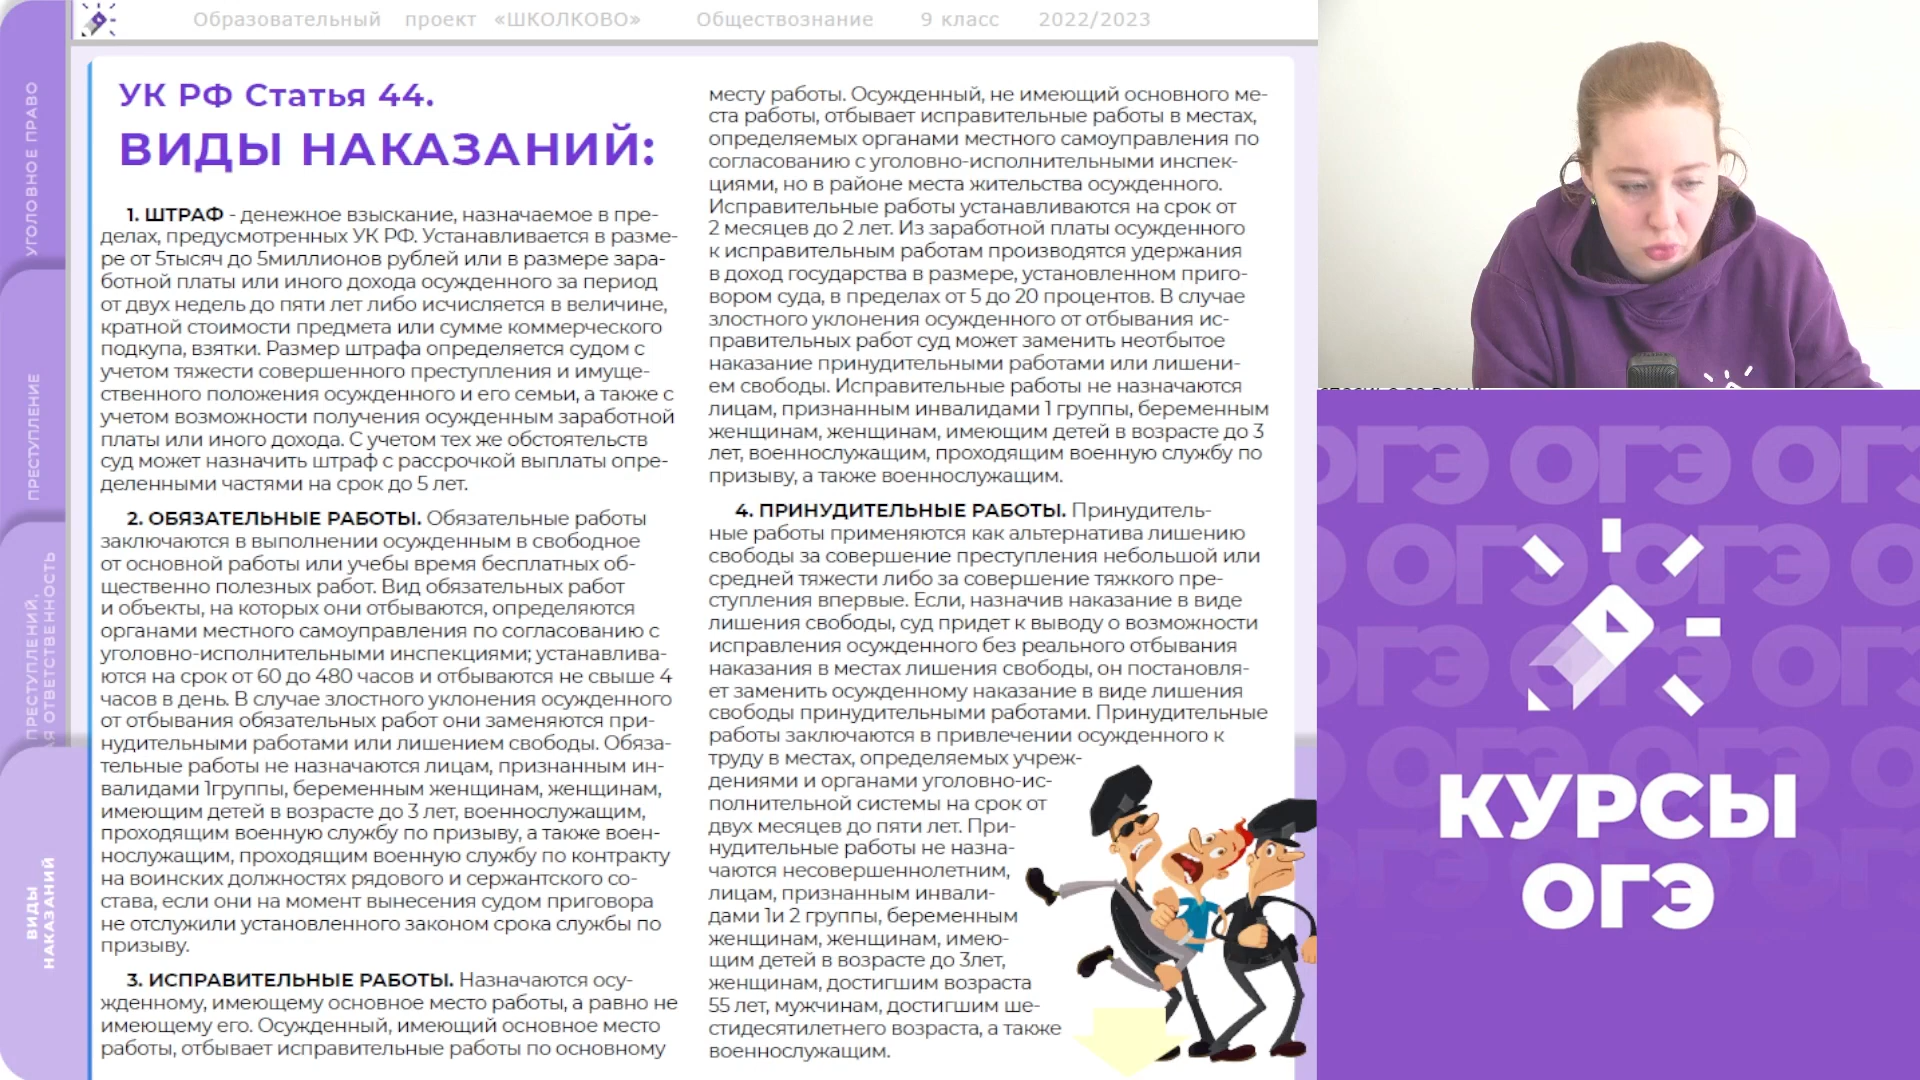 Образовательный проект «ШКОЛКОВО» Обществознание 9 класс 2022/2023
УГОЛОВНОЕ ПРАВО
ПРЕСТУПЛЕНИЕ
ПРЕСТУПЛЕНИЙ,
ОТВЕТСТВЕННОСТЬ
ВИДЫ
НАКАЗАНИЙ
УК РФ Статья 44.
ВИДЫ НАКАЗАНИЙ:
1. ШТРАФ - денежное взыскание, назначаемое в пре-
делах, предусмотренных УК РФ. Устанавливается в разме-
ре от 5тысяч до 5миллионов рублей или в размере зара-
ботной платы или иного дохода осужденного за период
от двух недель до пяти лет либо исчисляется в величине,
кратной стоимости предмета или сумме коммерческого
подкупа, взятки. Размер штрафа определяется судом с
учетом тяжести совершенного преступления и имуще-
ственного положения осужденного и его семьи, а также с
учетом возможности получения осужденным заработной
платы или иного дохода. С учетом тех же обстоятельств
суд может назначить штраф с рассрочкой выплаты опре-
деленными частями на срок до 5 лет.
2. ОБЯЗАТЕЛЬНЫЕ РАБОТЫ. Обязательные работы
заключаются в выполнении осужденным в свободное
от основной работы или учебы время бесплатных об-
щественно полезных работ. Вид обязательных работ
и объекты, на которых они отбываются, определяются
органами местного самоуправления по согласованию с
уголовно-исполнительными инспекциями; устанавлива-
ются на срок от 60 до 480 часов и отбываются не свыше 4
часов в день. В случае злостного уклонения осужденного
от отбывания обязательных работ они заменяются при-
нудительными работами или лишением свободы. Обяза-
тельные работы не назначаются лицам, признанным ин-
валидами 1группы, беременным женщинам, женщинам,
имеющим детей в возрасте до 3 лет, военнослужащим,
проходящим военную службу по призыву, а также воен-
нослужащим, проходящим военную службу по контракту
на воинских должностях рядового и сержантского со-
става, если они на момент вынесения судом приговора
не отслужили установленного законом срока службы по
призыву.
3. ИСПРАВИТЕЛЬНЫЕ РАБОТЫ. Назначаются осу-
жденному, имеющему основное место работы, а равно не
имеющему его. Осужденный, имеющий основное место
работы, отбывает исправительные работы по основному
месту работы. Осужденный, не имеющий основного ме-
ста работы, отбывает исправительные работы в местах,
определяемых органами местного самоуправления по
согласованию с уголовно-исполнительными инспек-
циями, но в районе места жительства осужденного.
Исправительные работы устанавливаются на срок от
2 месяцев до 2 лет. Из заработной платы осужденного
к исправительным работам производятся удержания
в доход государства в размере, установленном приго-
вором суда, в пределах от 5 до 20 процентов. В случае
злостного уклонения осужденного от отбывания ис-
правительных работ суд может заменить неотбытое
наказание принудительными работами или лишени-
ем свободы. Исправительные работы не назначаются
лицам, признанным инвалидами 1 группы, беременным
женщинам, женщинам, имеющим детей в возрасте до 3
лет, военнослужащим, проходящим военную службу по
призыву, а также военнослужащим.
4. ПРИНУДИТЕЛЬНЫЕ РАБОТЫ. Принудитель-
ные работы применяются как альтернатива лишению
свободы за совершение преступления небольшой или
средней тяжести либо за совершение тяжкого пре-
ступления впервые. Если, назначив наказание в виде
лишения свободы, суд придет к выводу о возможности
исправления осужденного без реального отбывания
наказания в местах лишения свободы, он постановля-
ет заменить осужденному наказание в виде лишения
свободы принудительными работами. Принудительные
работы заключаются в привлечении осужденного к
труду в местах, определяемых учреж-
дениями и органами уголовно-ис-
полнительной системы на срок от
двух месяцев до пяти лет. При-
нудительные работы не назна-
чаются несовершеннолетним,
лицам, признанным инвали-
дами 1и 2 группы, беременным
женщинам, женщинам, имею-
щим детей в возрасте до 3лет,
женщинам, достигшим возраста
55 лет, мужчинам, достигшим ше-
стидесятилетнего возраста, а также
военнослужащим.
ОГЭ ОГЭ ОГЭ
ОГЭ ОГЭ
КУРСЫ
ОГЭ